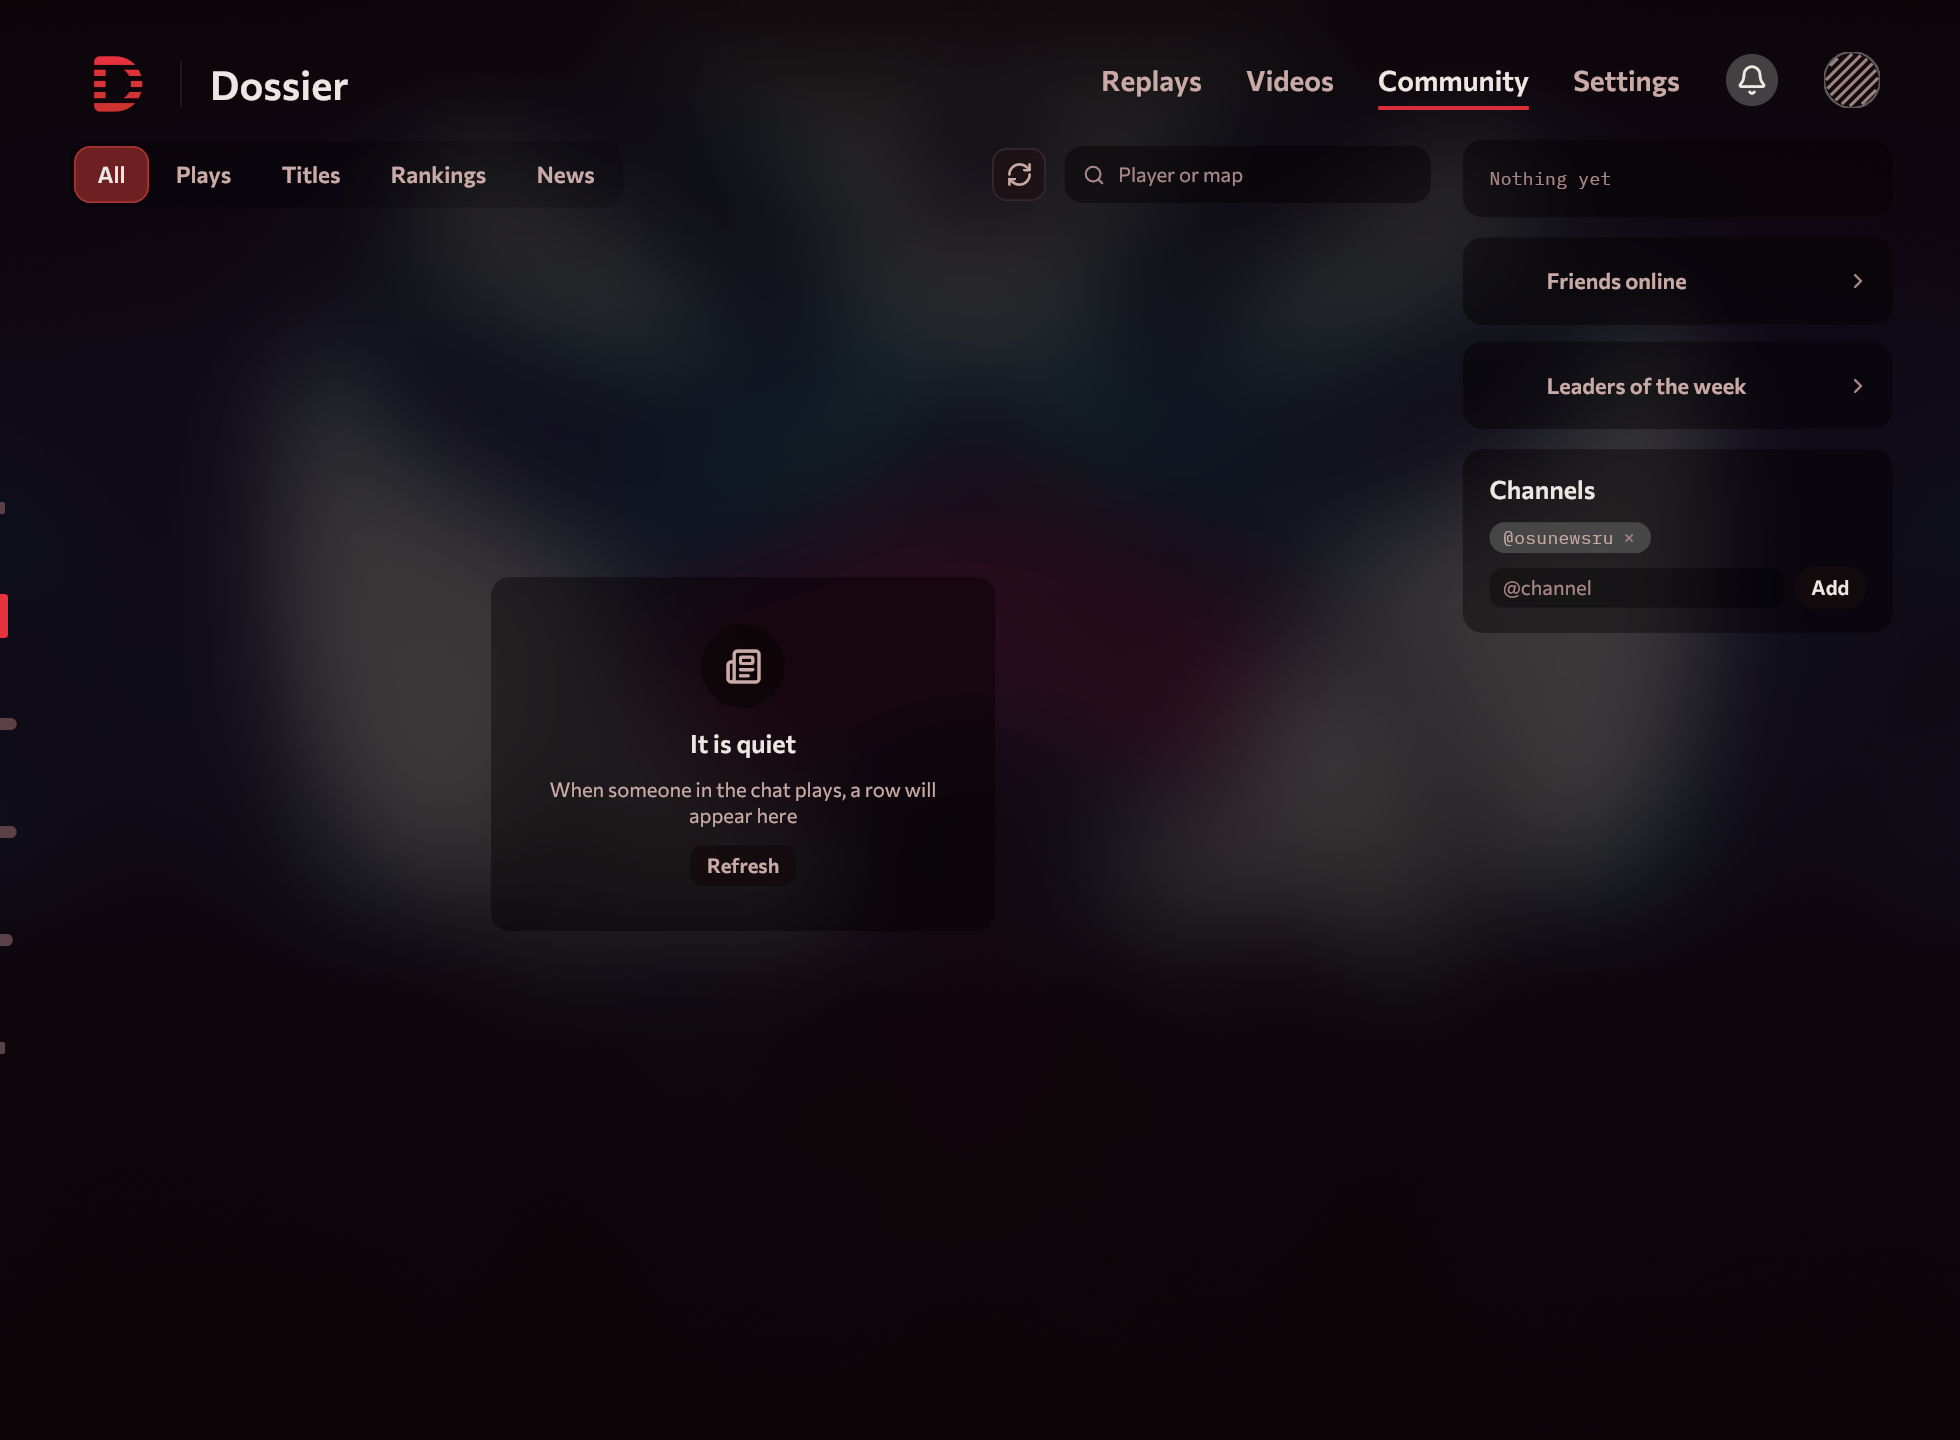 Dossier
Replays
Videos
Community
Settings
All
Plays
Titles
Rankings
News
Player or map
Nothing yet
Friends online
Leaders of the week
Channels
@osunewsru ×
@channel
Add
It is quiet
When someone in the chat plays, a row will
appear here
Refresh